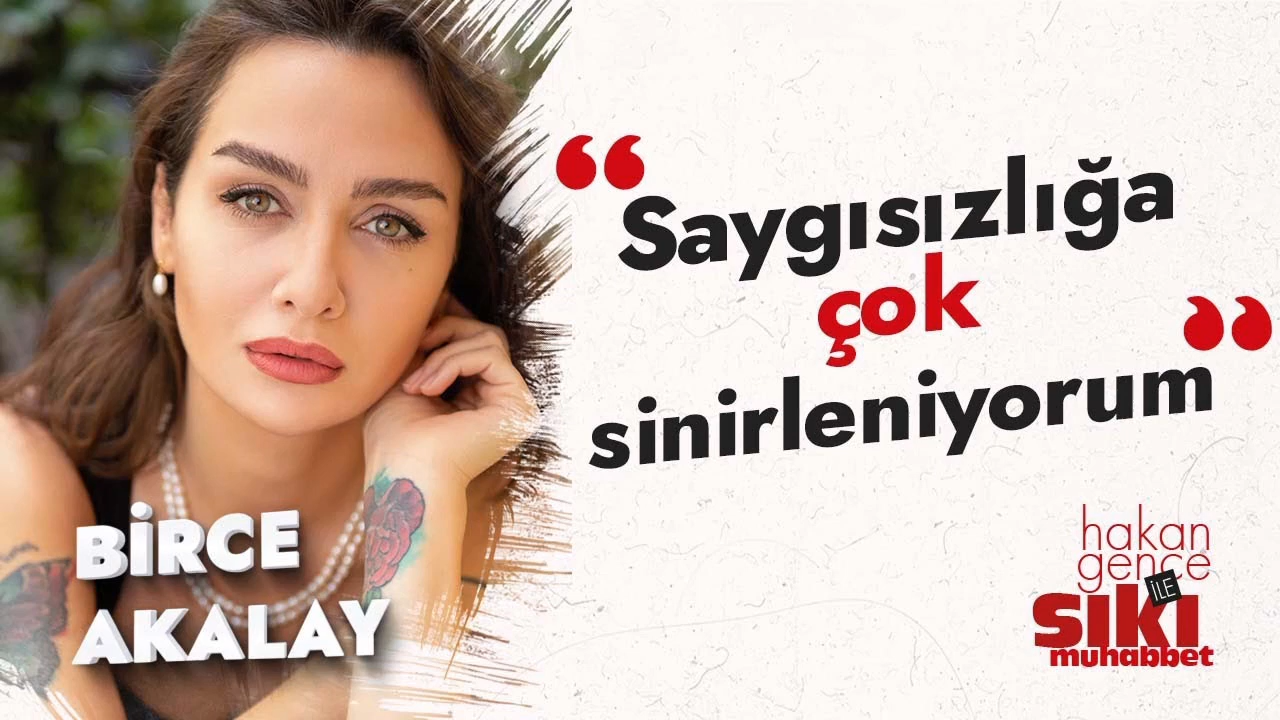 BİRCE
AKALAY
“Saygısızlığa
çok
sinirleniyorum”
hakan
gence
İLE
SIKI
muhabbet